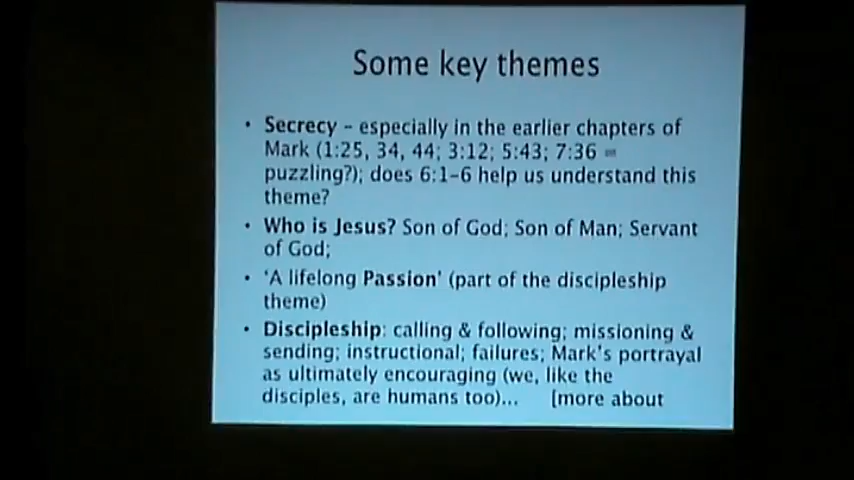 Some key themes
• Secrecy – especially in the earlier chapters of
Mark (1:25, 34, 44; 3:12; 5:43; 7:36 =
puzzling?); does 6:1-6 help us understand this
theme?
• Who is Jesus? Son of God; Son of Man; Servant
of God;
• 'A lifelong Passion' (part of the discipleship
theme)
• Discipleship: calling & following; missioning &
sending; instructional; failures; Mark's portrayal
as ultimately encouraging (we, like the
disciples, are humans too)... [more about